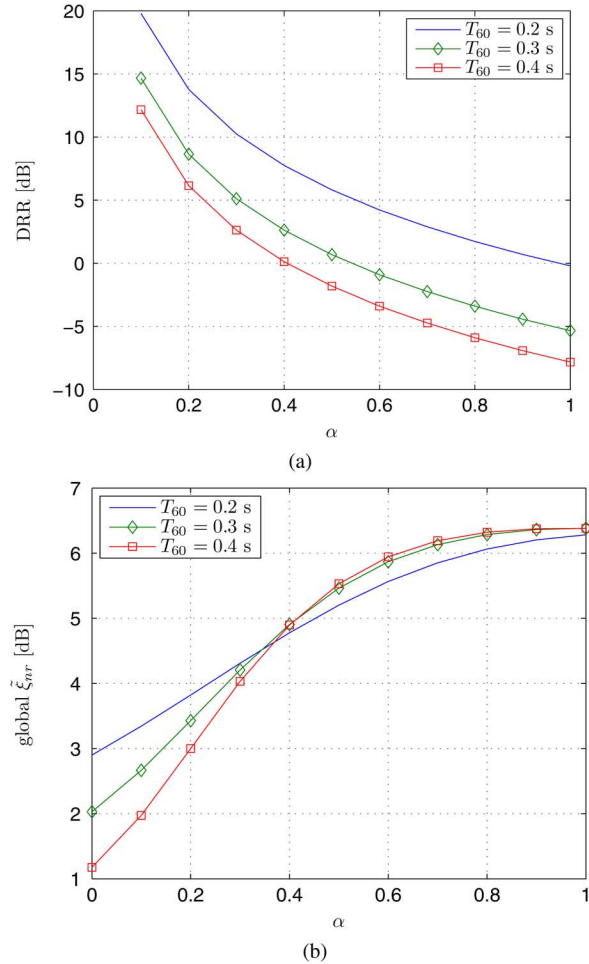 20
15
10
5
0
−5
−10
DRR [dB]
T₆₀ = 0.2 s
T₆₀ = 0.3 s
T₆₀ = 0.4 s
0 0.2 0.4 0.6 0.8 1
α
(a)
7
6
5
4
3
2
1
global ξ̃ₙᵣ [dB]
T₆₀ = 0.2 s
T₆₀ = 0.3 s
T₆₀ = 0.4 s
0 0.2 0.4 0.6 0.8 1
α
(b)